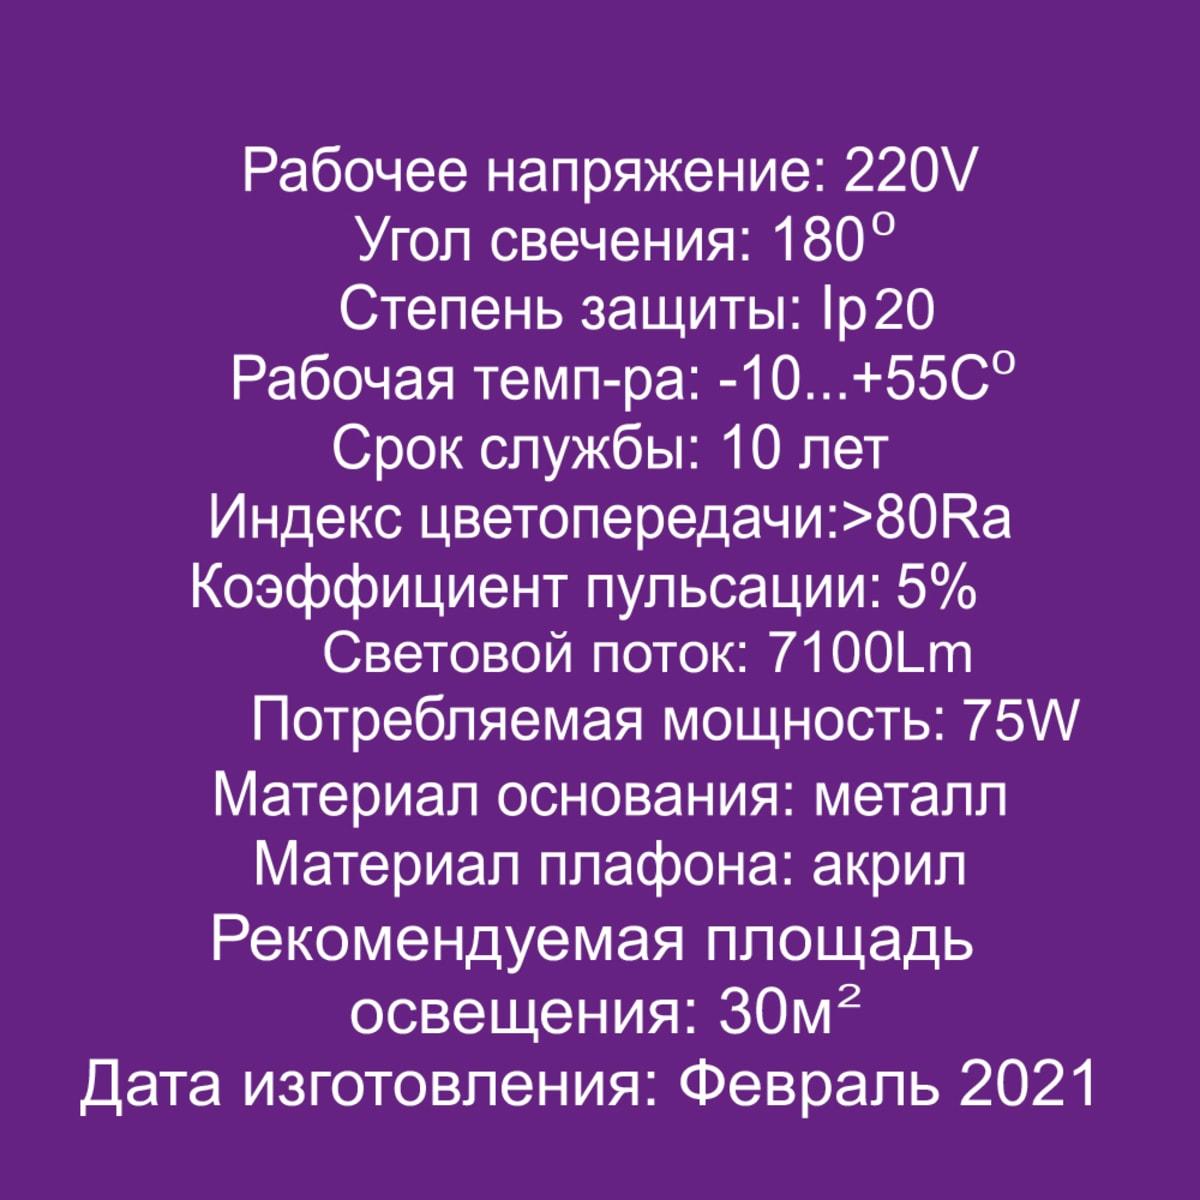 Рабочее напряжение: 220V
Угол свечения: 180°
Степень защиты: Ip20
Рабочая темп-ра: -10...+55C°
Срок службы: 10 лет
Индекс цветопередачи:>80Ra
Коэффициент пульсации: 5%
Световой поток: 7100Lm
Потребляемая мощность: 75W
Материал основания: металл
Материал плафона: акрил
Рекомендуемая площадь
освещения: 30м²
Дата изготовления: Февраль 2021